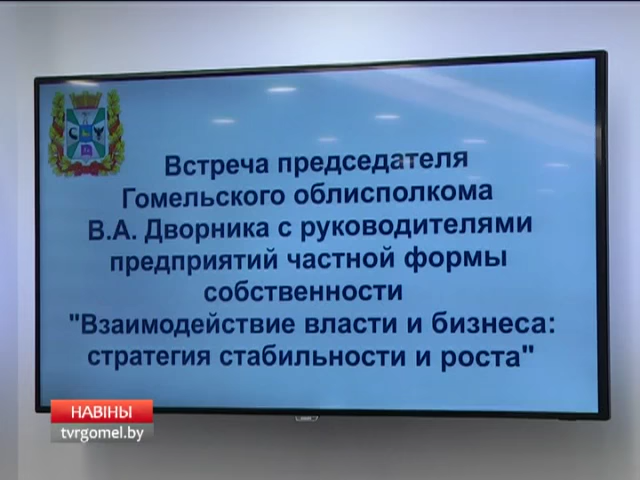 Встреча председателя
Гомельского облисполкома
В.А. Дворника с руководителями
предприятий частной формы
собственности
"Взаимодействие власти и бизнеса:
стратегия стабильности и роста"
НАВІНЫ
tvrgomel.by